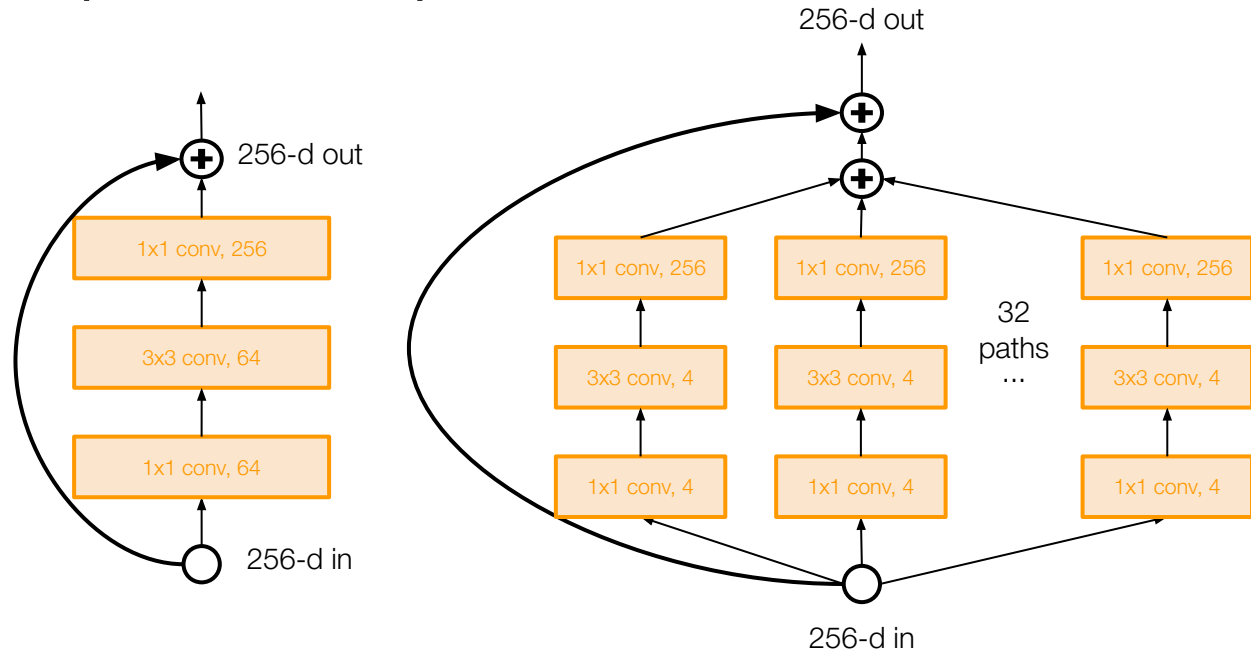 256-d out
1x1 conv, 256
3x3 conv, 64
1x1 conv, 64
256-d in
256-d out
1x1 conv, 256
1x1 conv, 256
1x1 conv, 256
32
paths
...
3x3 conv, 4
3x3 conv, 4
3x3 conv, 4
1x1 conv, 4
1x1 conv, 4
1x1 conv, 4
256-d in